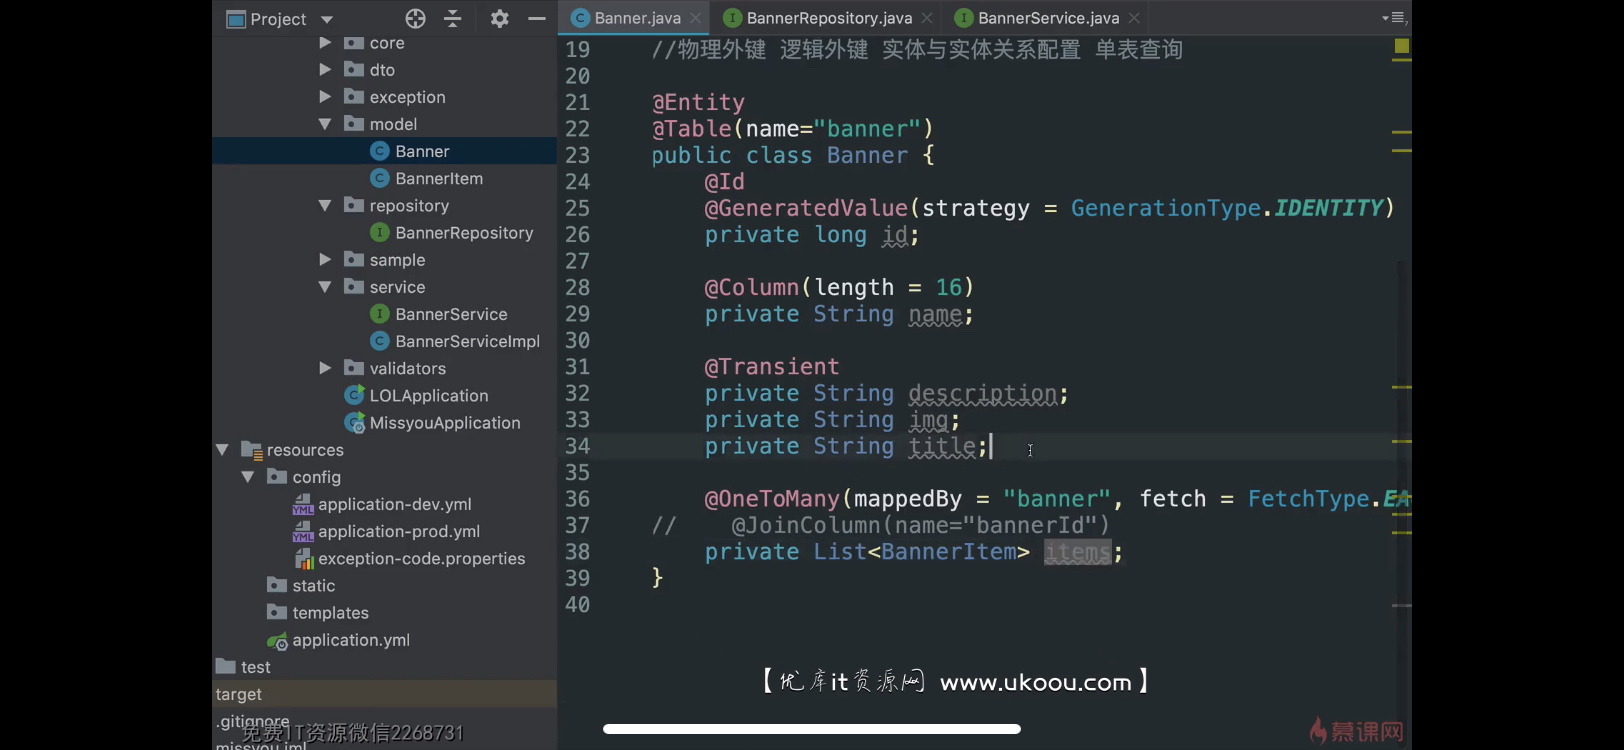 Project
core
dto
exception
model
Banner
BannerItem
repository
BannerRepository
sample
service
BannerService
BannerServiceImpl
validators
LOLApplication
MissyouApplication
resources
config
application-dev.yml
application-prod.yml
exception-code.properties
static
templates
application.yml
test
target
.gitignore
missyou.iml
免费IT资源微信2268731
Banner.java
BannerRepository.java
BannerService.java
19 //物理外键 逻辑外键 实体与实体关系配置 单表查询
20
21 @Entity
22 @Table(name="banner")
23 public class Banner {
24 @Id
25 @GeneratedValue(strategy = GenerationType.IDENTITY)
26 private long id;
27
28 @Column(length = 16)
29 private String name;
30
31 @Transient
32 private String description;
33 private String img;
34 private String title;
35
36 @OneToMany(mappedBy = "banner", fetch = FetchType.EA
37 // @JoinColumn(name="bannerId")
38 private List<BannerItem> items;
39 }
40
【优库it资源网 www.ukoou.com】
慕课网